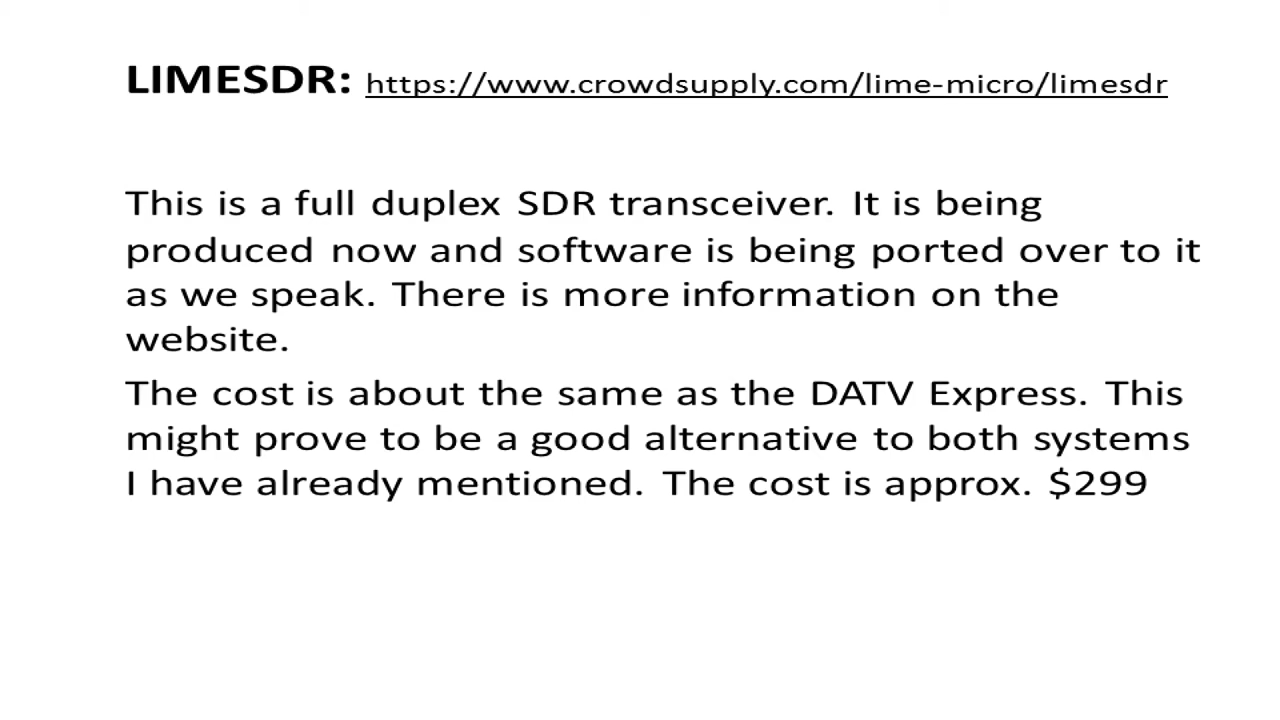 LIMESDR: https://www.crowdsupply.com/lime-micro/limesdr
This is a full duplex SDR transceiver. It is being
produced now and software is being ported over to it
as we speak. There is more information on the
website.
The cost is about the same as the DATV Express. This
might prove to be a good alternative to both systems
I have already mentioned. The cost is approx. $299